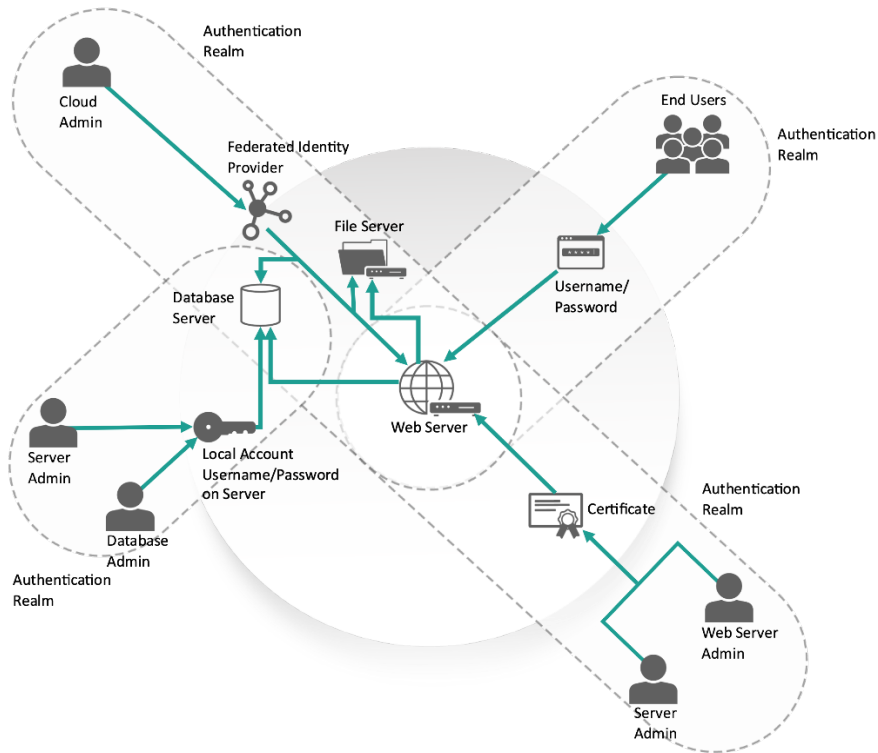 Authentication
Realm
Cloud
Admin
End Users
Authentication
Realm
Federated Identity
Provider
File Server
Username/
Password
Database
Server
Web Server
Server
Admin
Local Account
Username/Password
on Server
Database
Admin
Authentication
Realm
Certificate
Authentication
Realm
Web Server
Admin
Server
Admin